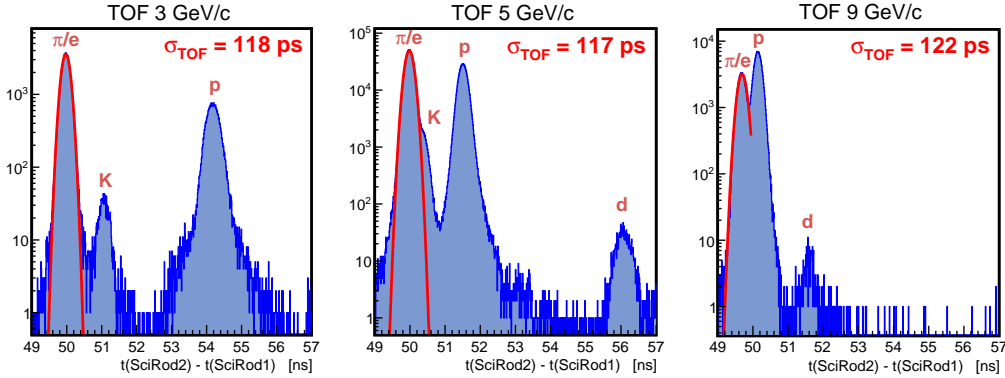 TOF 3 GeV/c
π/e
σTOF = 118 ps
p
K
10³
10²
10
1
49 50 51 52 53 54 55 56 57
t(SciRod2) - t(SciRod1) [ns]
TOF 5 GeV/c
10⁵
π/e
p
σTOF = 117 ps
K
d
10⁴
10³
10²
10
1
49 50 51 52 53 54 55 56 57
t(SciRod2) - t(SciRod1) [ns]
TOF 9 GeV/c
p
π/e
σTOF = 122 ps
d
10⁴
10³
10²
10
1
49 50 51 52 53 54 55 56 57
t(SciRod2) - t(SciRod1) [ns]